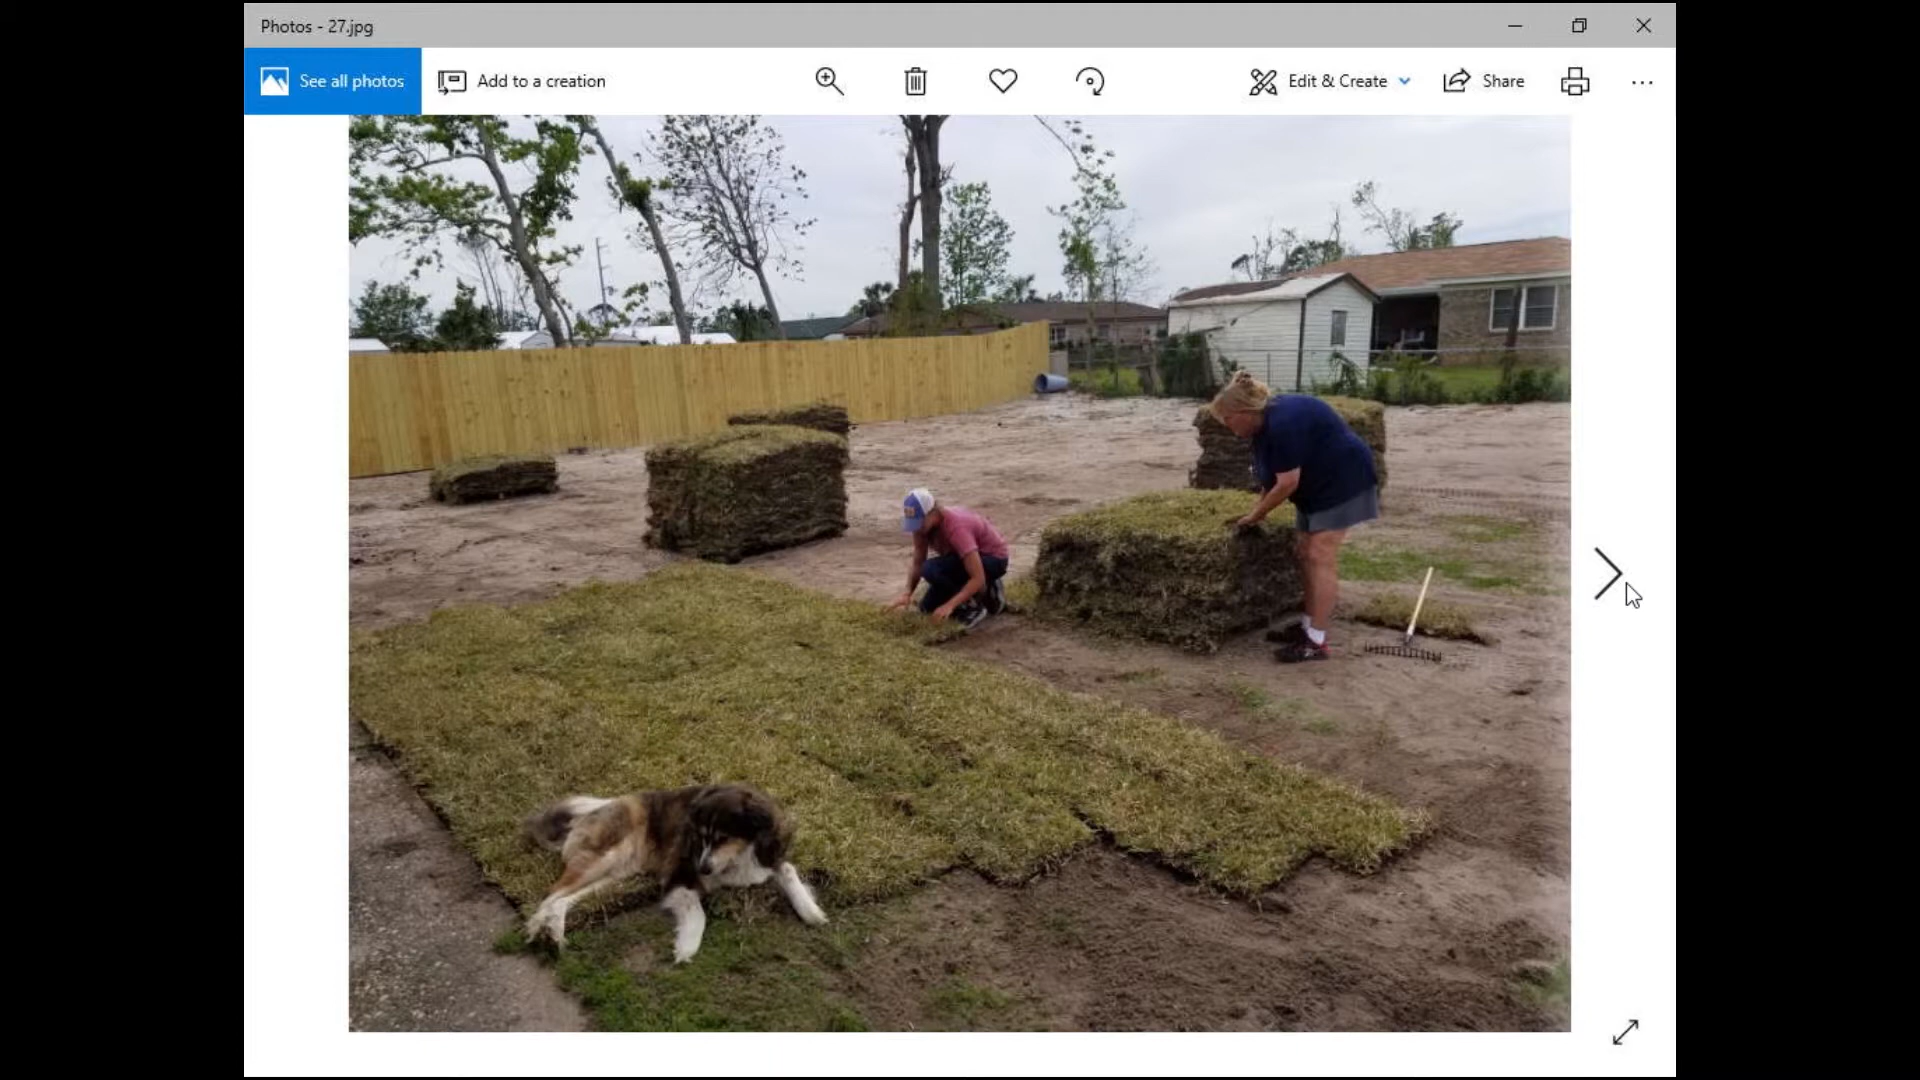 Photos - 27.jpg
See all photos
Add to a creation
Edit & Create
Share